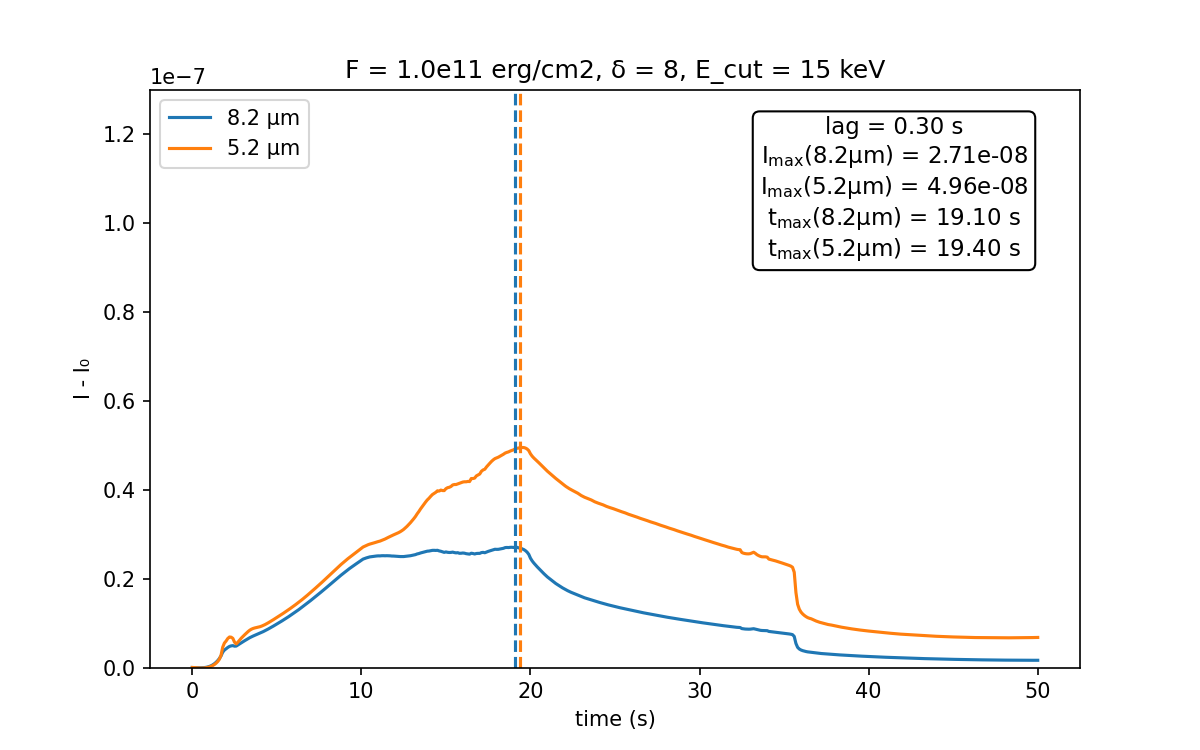 F = 1.0e11 erg/cm2, δ = 8, E_cut = 15 keV
1e−7
8.2 μm
5.2 μm
lag = 0.30 s
Imax(8.2μm) = 2.71e-08
Imax(5.2μm) = 4.96e-08
tmax(8.2μm) = 19.10 s
tmax(5.2μm) = 19.40 s
1.2
1.0
0.8
0.6
0.4
0.2
0.0
I - I₀
0 10 20 30 40 50
time (s)